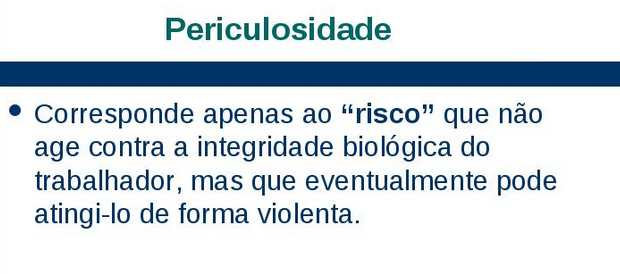 Periculosidade
• Corresponde apenas ao “risco” que não
age contra a integridade biológica do
trabalhador, mas que eventualmente pode
atingi-lo de forma violenta.